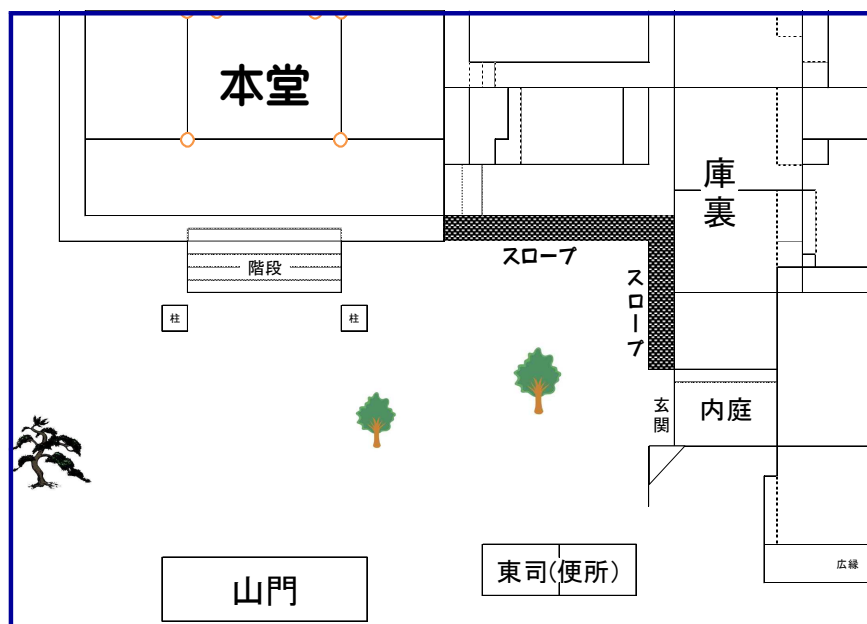 本堂
庫裏
階段
スロープ
スロープ
柱
柱
玄関
内庭
山門
東司(便所)
広縁